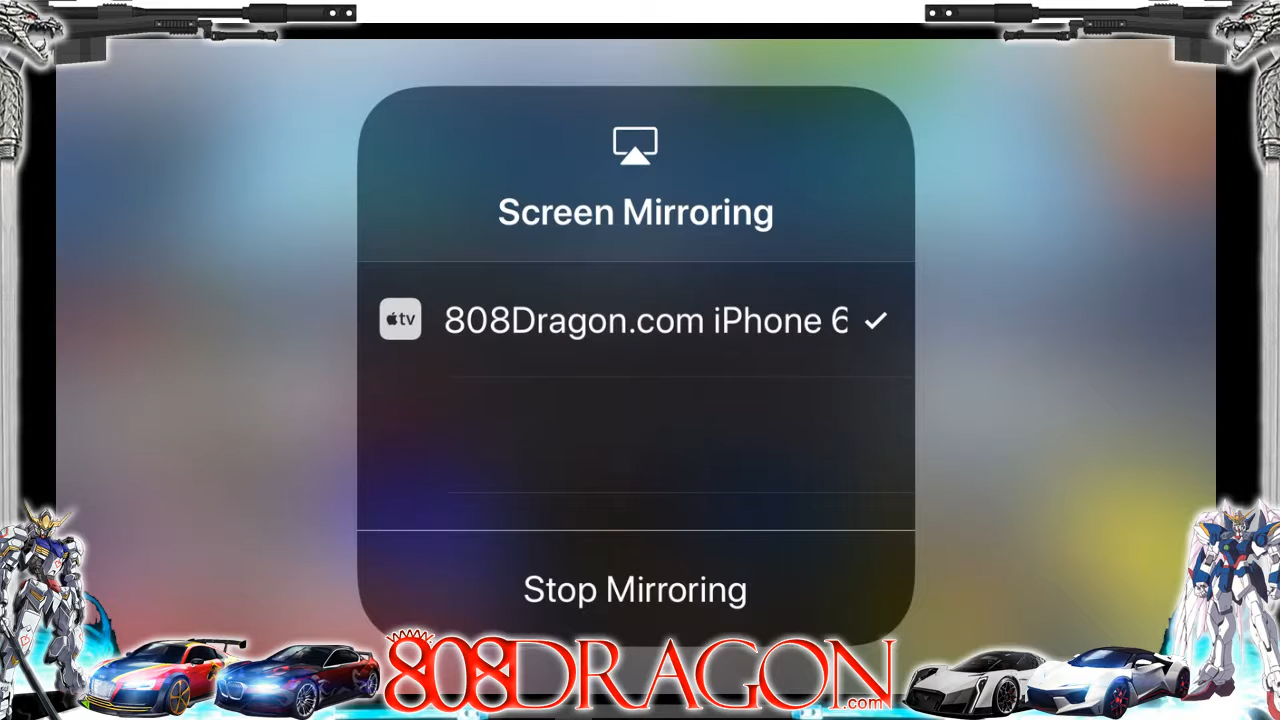 Screen Mirroring
tv
808Dragon.com iPhone 6
Stop Mirroring
808DRAGON
.com